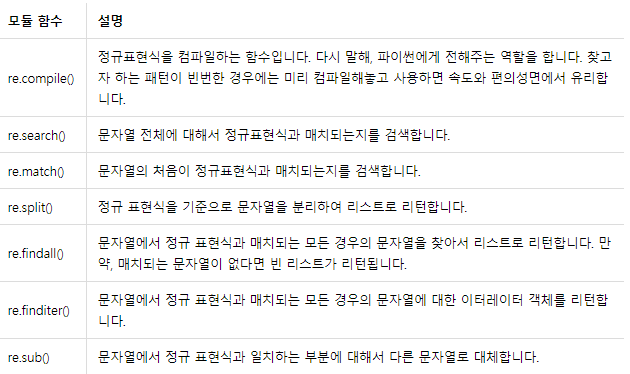 모듈 함수 설명
re.compile() 정규표현식을 컴파일하는 함수입니다. 다시 말해, 파이썬에게 전해주는 역할을 합니다. 찾고
자 하는 패턴이 빈번한 경우에는 미리 컴파일해놓고 사용하면 속도와 편의성면에서 유리합
니다.
re.search() 문자열 전체에 대해서 정규표현식과 매치되는지를 검색합니다.
re.match() 문자열의 처음이 정규표현식과 매치되는지를 검색합니다.
re.split() 정규 표현식을 기준으로 문자열을 분리하여 리스트로 리턴합니다.
re.findall() 문자열에서 정규 표현식과 매치되는 모든 경우의 문자열을 찾아서 리스트로 리턴합니다. 만
약, 매치되는 문자열이 없다면 빈 리스트가 리턴됩니다.
re.finditer() 문자열에서 정규 표현식과 매치되는 모든 경우의 문자열에 대한 이터레이터 객체를 리턴합
니다.
re.sub() 문자열에서 정규 표현식과 일치하는 부분에 대해서 다른 문자열로 대체합니다.